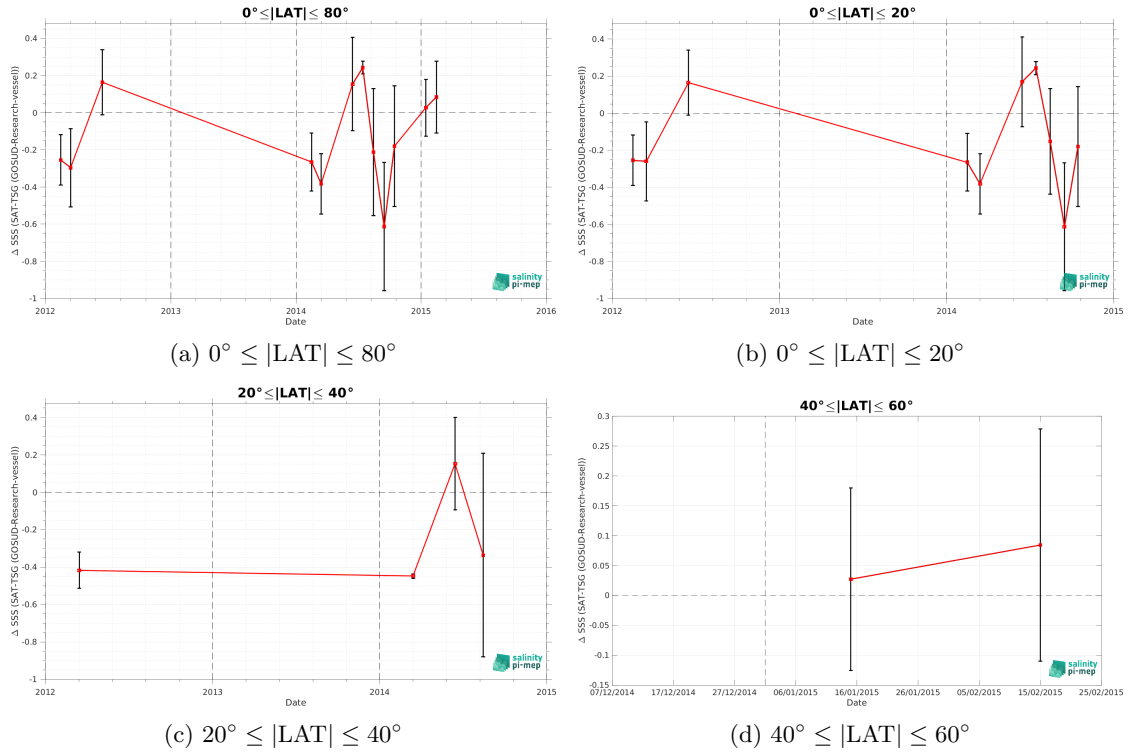 0°≤|LAT|≤ 80°
Δ SSS (SAT-TSG (GOSUD-Research-vessel))
0.4
0.2
0
-0.2
-0.4
-0.6
-0.8
-1
2012
2013
2014
2015
2016
Date
salinity
pi-mep
(a) 0° ≤ |LAT| ≤ 80°
0°≤|LAT|≤ 20°
Δ SSS (SAT-TSG (GOSUD-Research-vessel))
0.4
0.2
0
-0.2
-0.4
-0.6
-0.8
-1
2012
2013
2014
2015
Date
salinity
pi-mep
(b) 0° ≤ |LAT| ≤ 20°
20°≤|LAT|≤ 40°
Δ SSS (SAT-TSG (GOSUD-Research-vessel))
0.4
0.2
0
-0.2
-0.4
-0.6
-0.8
-1
2012
2013
2014
2015
Date
salinity
pi-mep
(c) 20° ≤ |LAT| ≤ 40°
40°≤|LAT|≤ 60°
Δ SSS (SAT-TSG (GOSUD-Research-vessel))
0.3
0.25
0.2
0.15
0.1
0.05
0
-0.05
-0.1
-0.15
07/12/2014
17/12/2014
27/12/2014
06/01/2015
16/01/2015
26/01/2015
05/02/2015
15/02/2015
25/02/2015
Date
salinity
pi-mep
(d) 40° ≤ |LAT| ≤ 60°